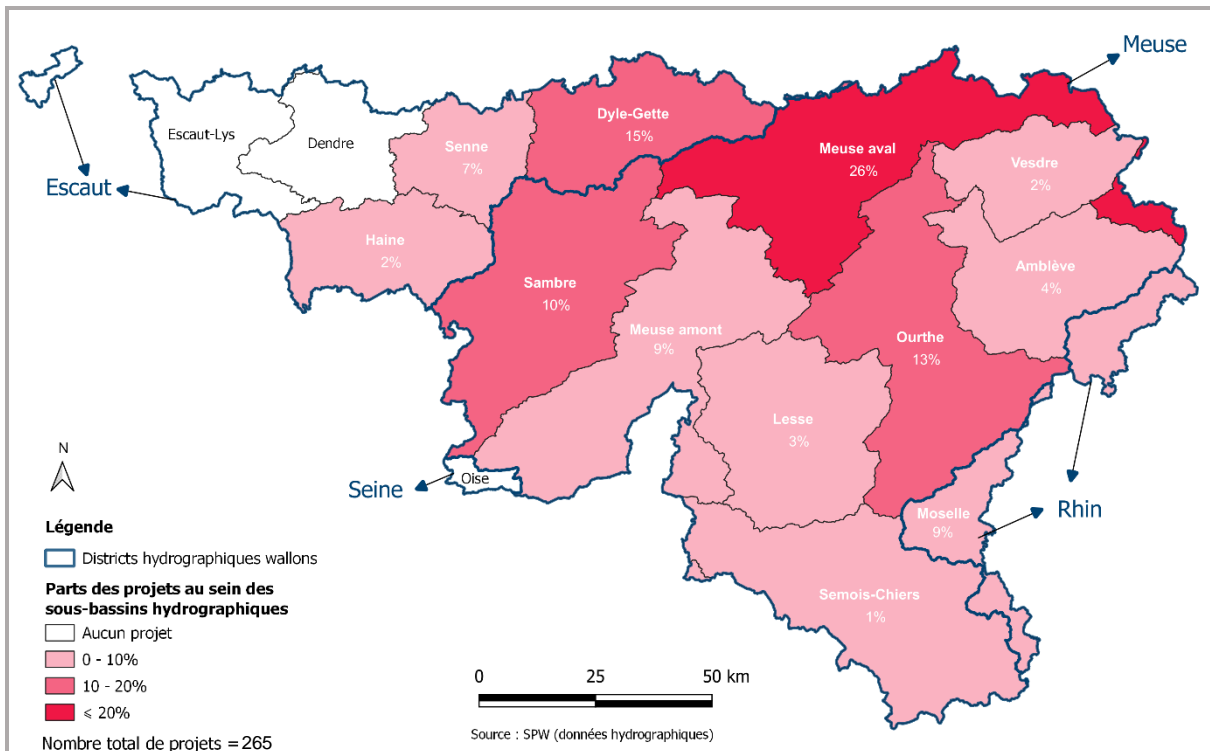 Meuse
Dyle-Gette
15%
Escaut-Lys
Dendre
Senne
7%
Meuse aval
26%
Vesdre
2%
Escaut
Haine
2%
Sambre
10%
Amblève
4%
Meuse amont
9%
Ourthe
13%
Lesse
3%
N
Oise
Seine
Moselle
9%
Rhin
Semois-Chiers
1%
Légende
Districts hydrographiques wallons
Parts des projets au sein des
sous-bassins hydrographiques
Aucun projet
0 - 10%
10 - 20%
≤ 20%
Nombre total de projets = 265
0 25 50 km
Source : SPW (données hydrographiques)